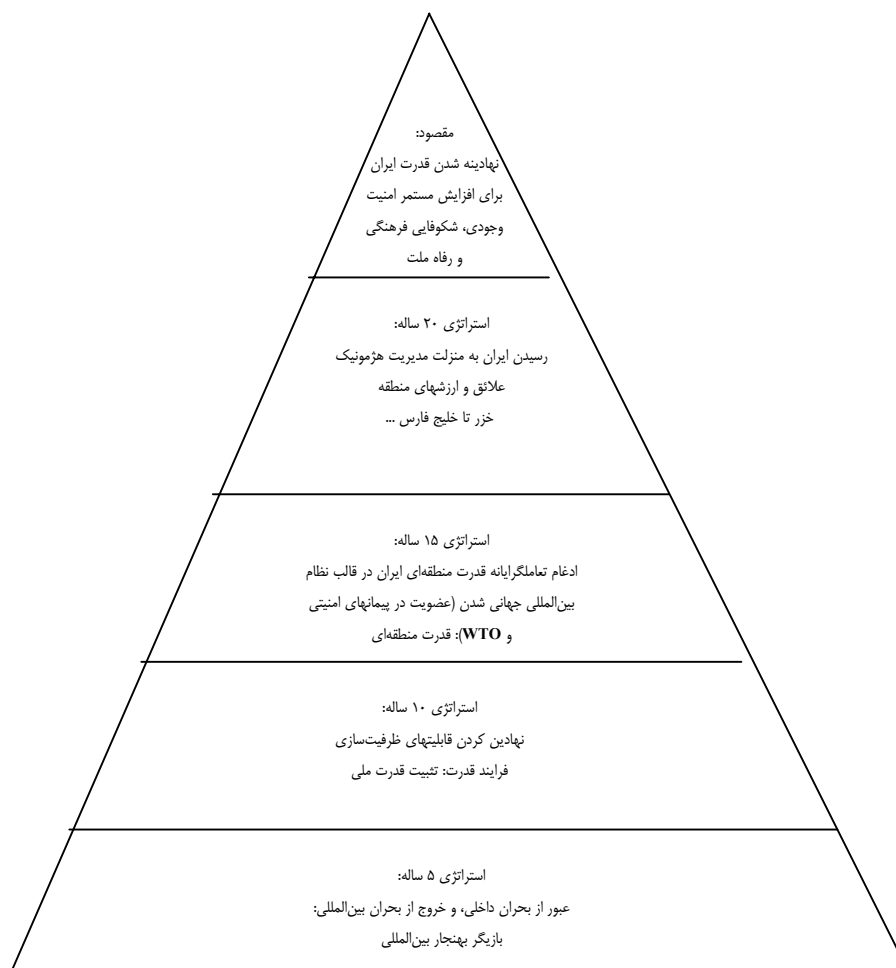 مقصود:
نهادینه شدن قدرت ایران
برای افزایش مستمر امنیت
وجودی، شکوفایی فرهنگی
و رفاه ملت
استراتژی ۲۰ ساله:
رسیدن ایران به منزلت مدیریت هژمونیک
علائق و ارزشهای منطقه
خزر تا خلیج فارس ...
استراتژی ۱۵ ساله:
ادغام تعاملگرایانه قدرت منطقه‌ای ایران در قالب نظام
بین‌المللی جهانی شدن (عضویت در پیمانهای امنیتی
و WTO): قدرت منطقه‌ای
استراتژی ۱۰ ساله:
نهادین کردن قابلیتهای ظرفیت‌سازی
فرایند قدرت: تثبیت قدرت ملی
استراتژی ۵ ساله:
عبور از بحران داخلی، و خروج از بحران بین‌المللی:
بازیگر بهنجار بین‌المللی